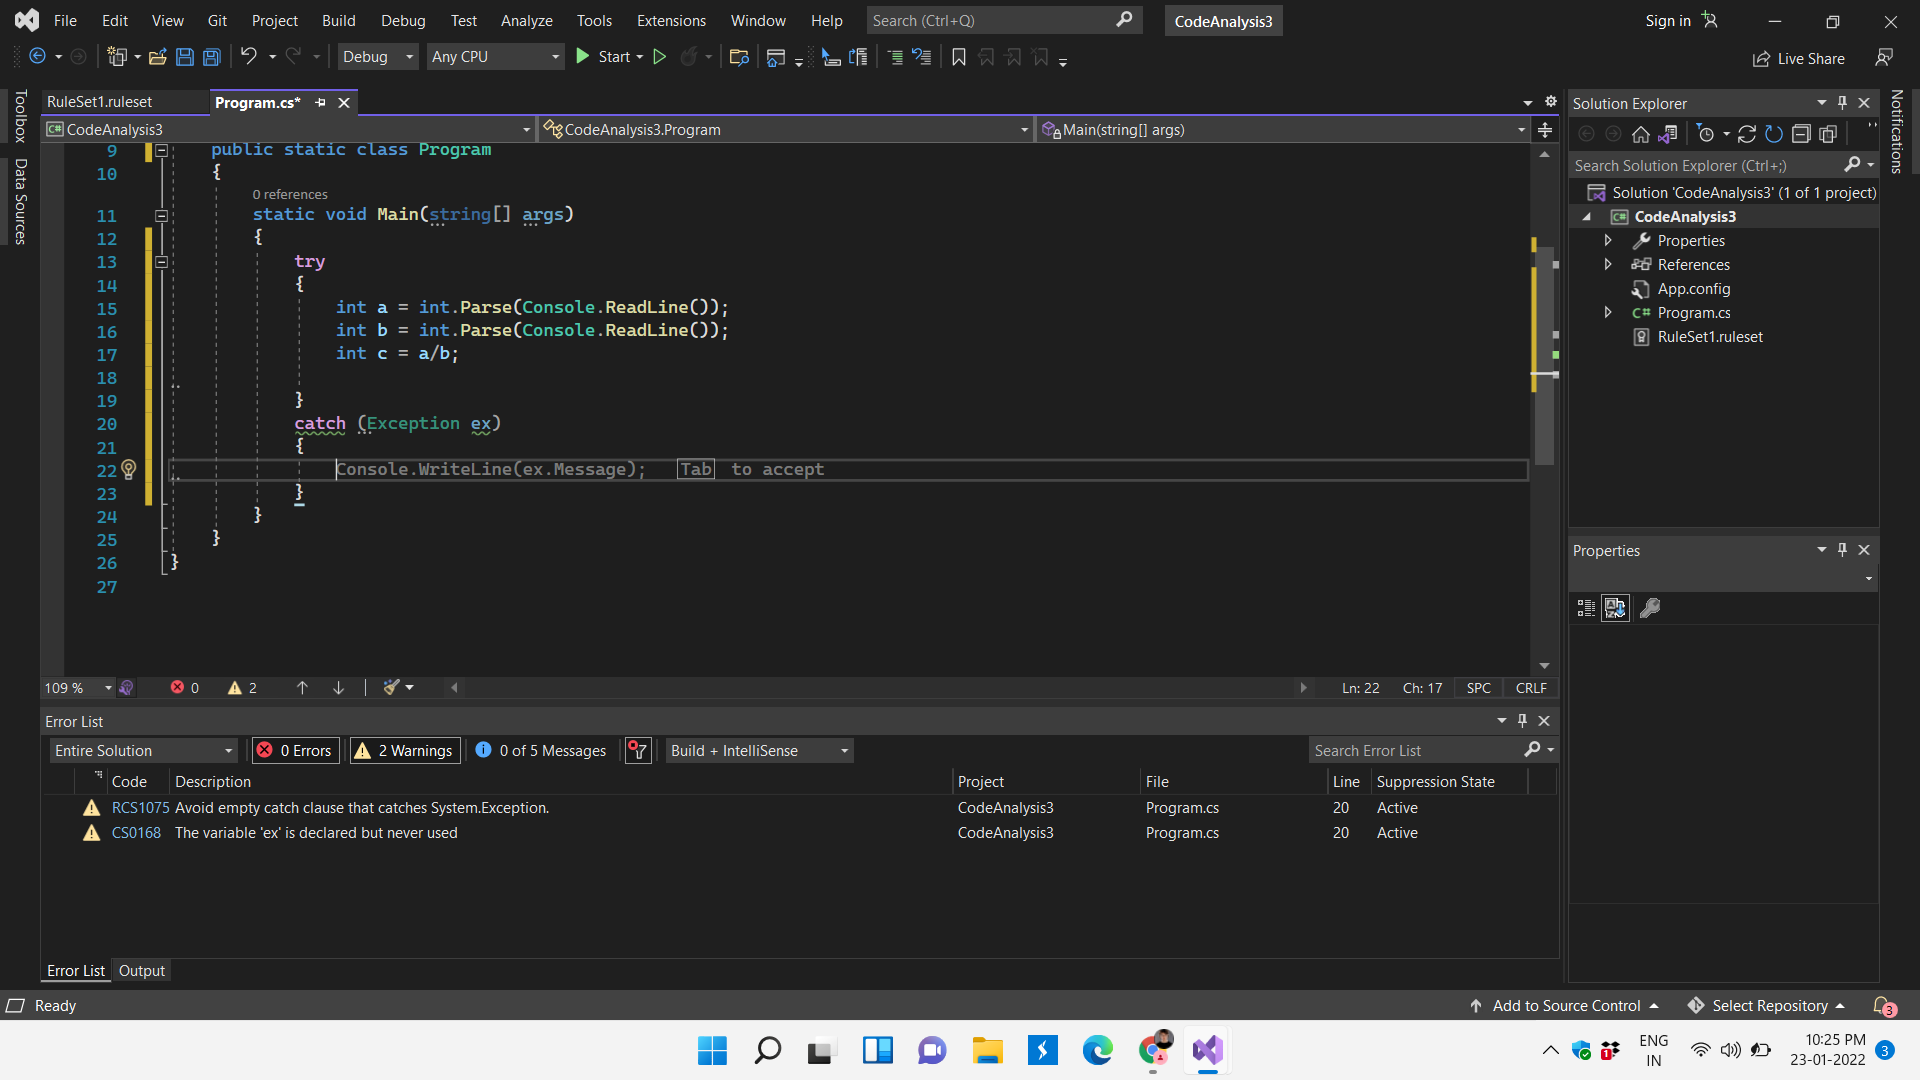 File Edit View Git Project Build Debug Test Analyze Tools Extensions Window Help Search (Ctrl+Q) CodeAnalysis3 Sign in
Debug Any CPU Start Live Share
Toolbox
Data Sources
RuleSet1.ruleset Program.cs*
CodeAnalysis3 CodeAnalysis3.Program Main(string[] args)
9 public static class Program
10 {
0 references
11 static void Main(string[] args)
12 {
13 try
14 {
15 int a = int.Parse(Console.ReadLine());
16 int b = int.Parse(Console.ReadLine());
17 int c = a/b;
18
19 }
20 catch (Exception ex)
21 {
22 Console.WriteLine(ex.Message); Tab to accept
23 }
24 }
25 }
26 }
27
109 % 0 2 Ln: 22 Ch: 17 SPC CRLF
Error List
Entire Solution 0 Errors 2 Warnings 0 of 5 Messages Build + IntelliSense Search Error List
Code Description Project File Line Suppression State
RCS1075 Avoid empty catch clause that catches System.Exception. CodeAnalysis3 Program.cs 20 Active
CS0168 The variable 'ex' is declared but never used CodeAnalysis3 Program.cs 20 Active
Error List Output
Solution Explorer
Search Solution Explorer (Ctrl+;)
Solution 'CodeAnalysis3' (1 of 1 project)
C# CodeAnalysis3
Properties
References
App.config
C# Program.cs
RuleSet1.ruleset
Properties
Notifications
Ready Add to Source Control Select Repository 3
1 ENG 10:25 PM
IN 23-01-2022 3